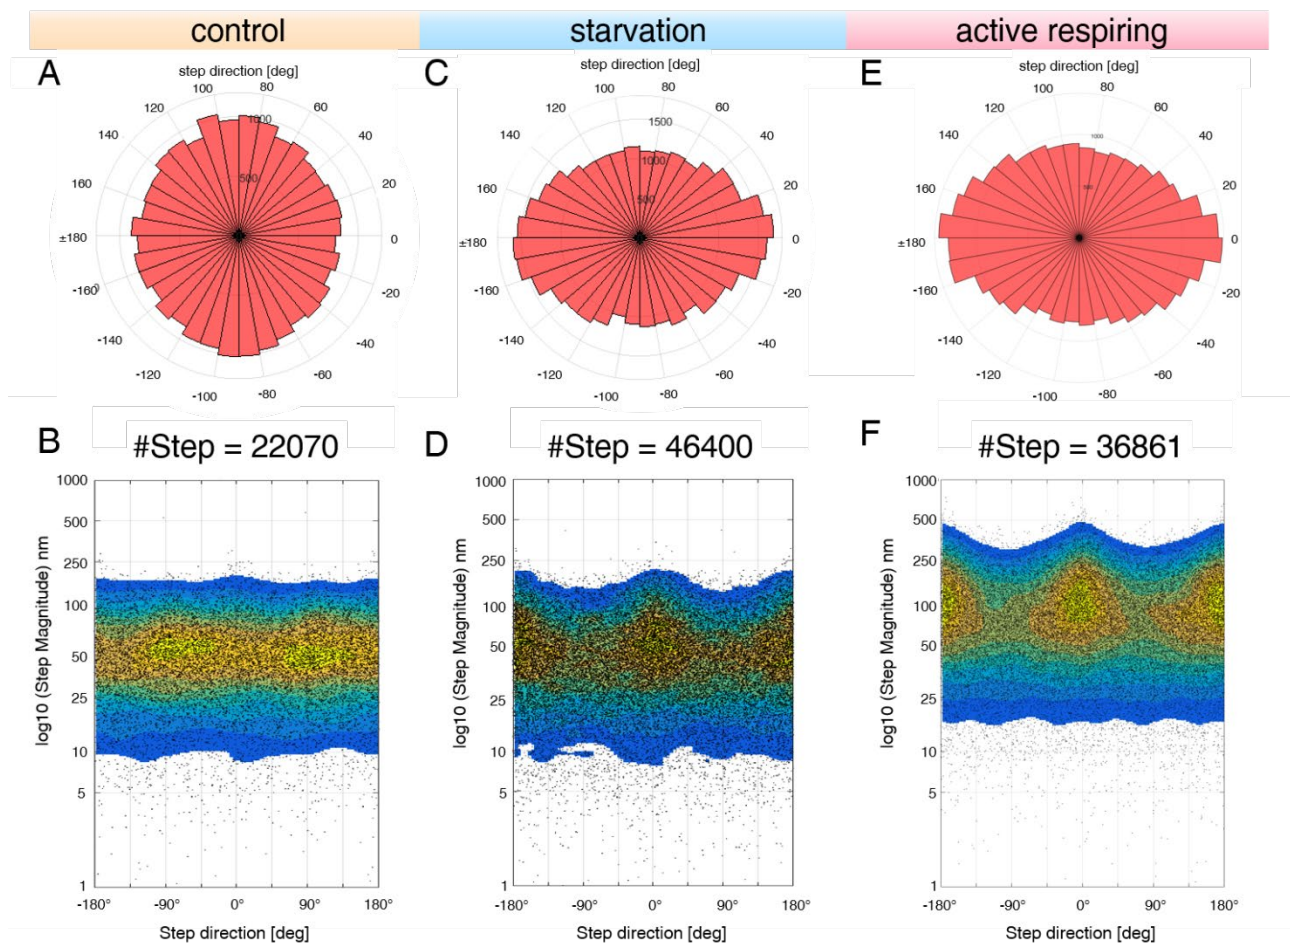 control starvation active respiring
A C E
step direction [deg] step direction [deg] step direction [deg]
100 80 100 80 100 80
120 60 120 60 120 60
140 40 140 40 140 40
160 20 160 20 160 20
±180 0 ±180 0 ±180 0
-160 -20 -160 -20 -160 -20
-140 -40 -140 -40 -140 -40
-120 -60 -120 -60 -120 -60
-100 -80 -100 -80 -100 -80
1000 1500 1000
500 1000 500
500
B D F
#Step = 22070 #Step = 46400 #Step = 36861
log10 (Step Magnitude) nm log10 (Step Magnitude) nm log10 (Step Magnitude) nm
1000 1000 1000
500 500 500
250 250 250
100 100 100
50 50 50
25 25 25
10 10 10
5 5 5
1 1 1
-180° -90° 0° 90° 180° -180° -90° 0° 90° 180° -180° -90° 0° 90° 180°
Step direction [deg] Step direction [deg] Step direction [deg]